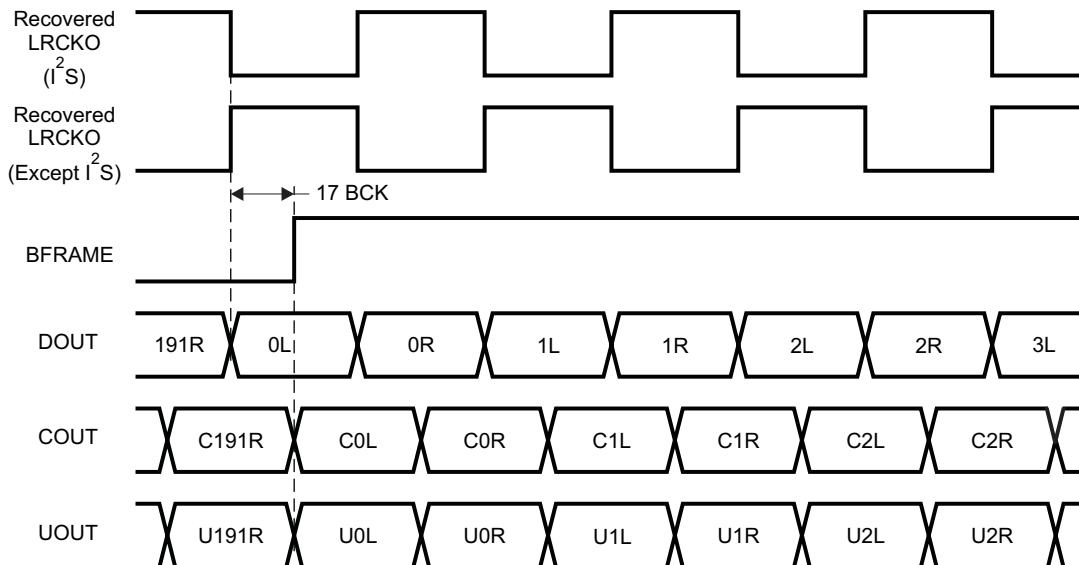 Recovered
LRCKO
(I²S)
Recovered
LRCKO
(Except I²S)
17 BCK
BFRAME
DOUT 191R 0L 0R 1L 1R 2L 2R 3L
COUT C191R C0L C0R C1L C1R C2L C2R
UOUT U191R U0L U0R U1L U1R U2L U2R